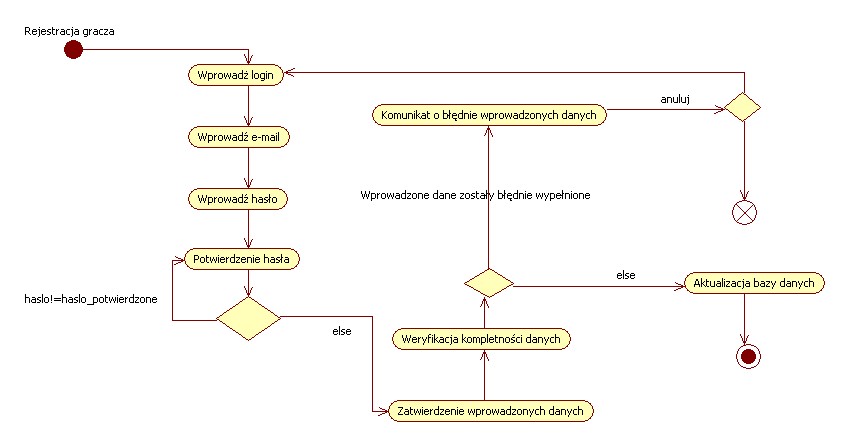 Rejestracja gracza
Wprowadź login
Wprowadź e-mail
Wprowadź hasło
Potwierdzenie hasła
haslo!=haslo_potwierdzone
else
Zatwierdzenie wprowadzonych danych
Weryfikacja kompletności danych
Wprowadzone dane zostały błędnie wypełnione
Komunikat o błędnie wprowadzonych danych
anuluj
else
Aktualizacja bazy danych